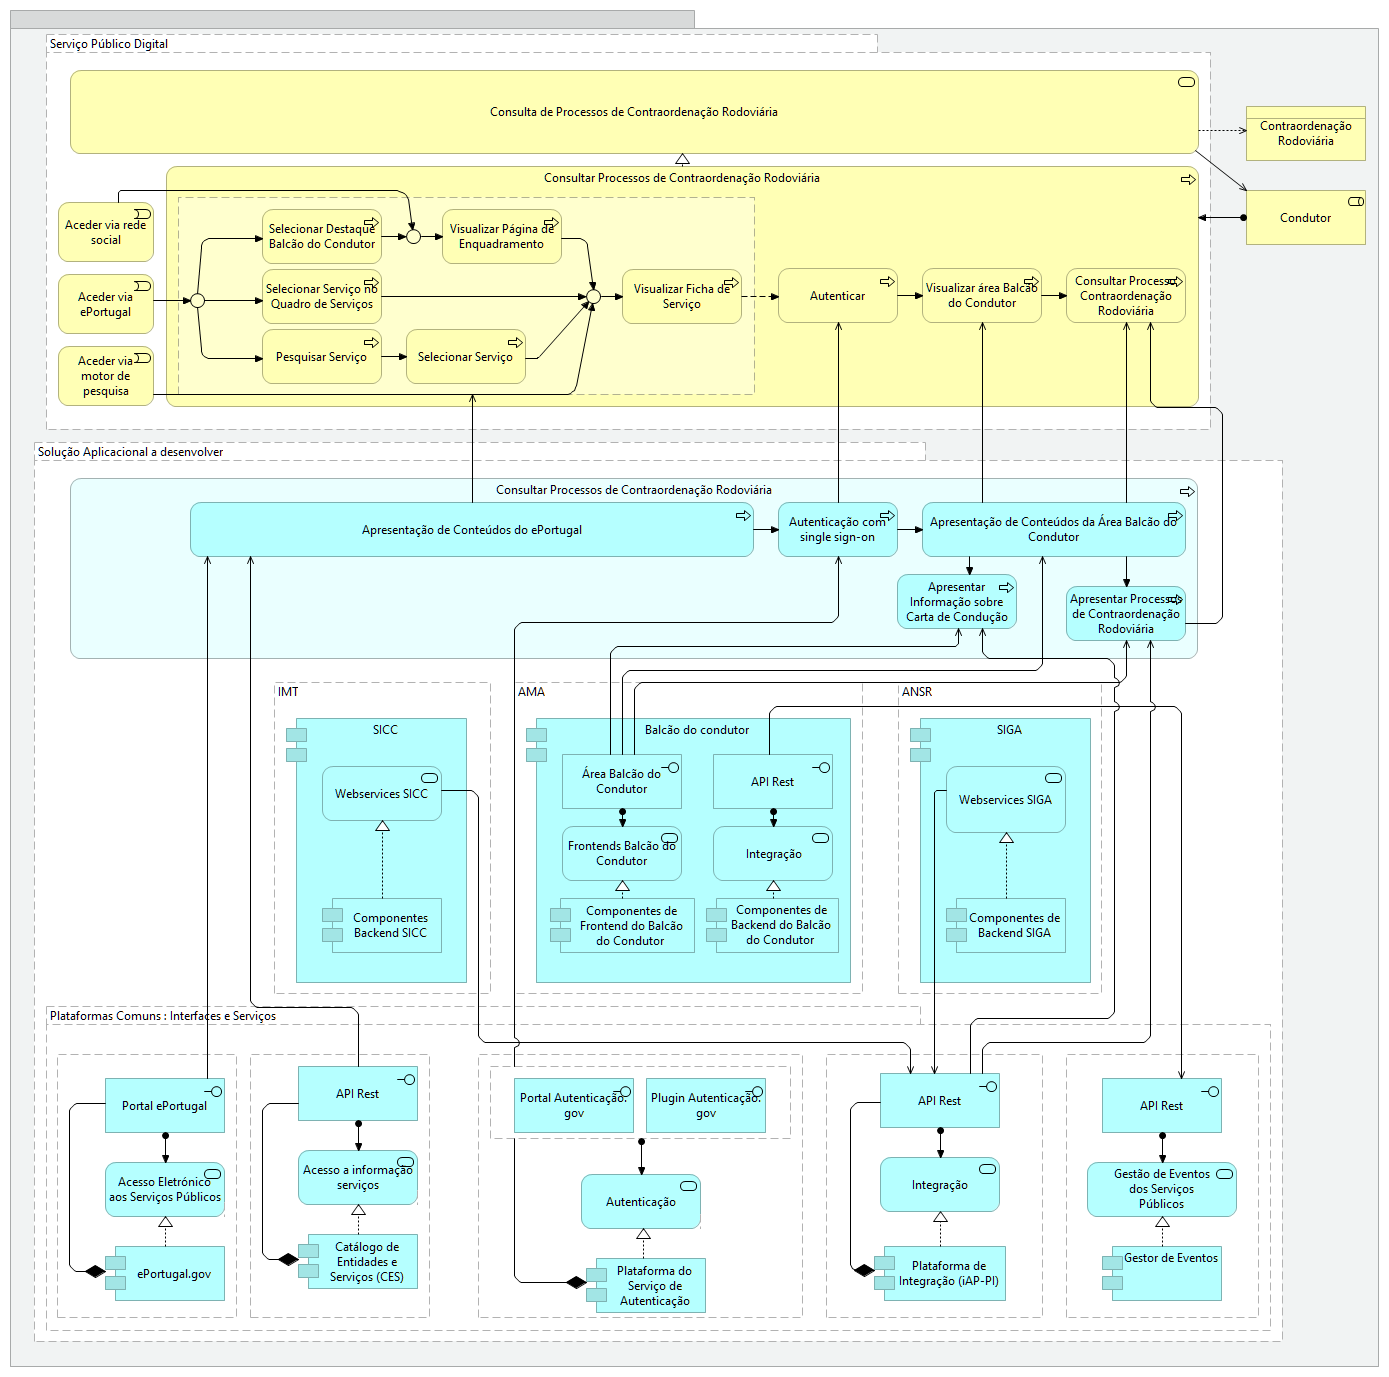 Serviço Público Digital
Consulta de Processos de Contraordenação Rodoviária
Contraordenação
Rodoviária
Condutor
Consultar Processos de Contraordenação Rodoviária
Aceder via rede
social
Aceder via
ePortugal
Aceder via
motor de
pesquisa
Selecionar Destaque
Balcão do Condutor
Visualizar Página de
Enquadramento
Selecionar Serviço no
Quadro de Serviços
Pesquisar Serviço
Selecionar Serviço
Visualizar Ficha de
Serviço
Autenticar
Visualizar área Balcão
do Condutor
Consultar Processo
Contraordenação
Rodoviária
Solução Aplicacional a desenvolver
Consultar Processos de Contraordenação Rodoviária
Apresentação de Conteúdos do ePortugal
Autenticação com
single sign-on
Apresentação de Conteúdos da Área Balcão do
Condutor
Apresentar
Informação sobre
Carta de Condução
Apresentar Processos
de Contraordenação
Rodoviária
IMT
SICC
Webservices SICC
Componentes
Backend SICC
AMA
Balcão do condutor
Área Balcão do
Condutor
API Rest
Frontends Balcão do
Condutor
Integração
Componentes de
Frontend do Balcão
do Condutor
Componentes de
Backend do Balcão
do Condutor
ANSR
SIGA
Webservices SIGA
Componentes de
Backend SIGA
Plataformas Comuns : Interfaces e Serviços
Portal ePortugal
Acesso Eletrónico
aos Serviços Públicos
ePortugal.gov
API Rest
Acesso a informação
serviços
Catálogo de
Entidades e
Serviços (CES)
Portal Autenticação.
gov
Plugin Autenticação.
gov
Autenticação
Plataforma do
Serviço de
Autenticação
API Rest
Integração
Plataforma de
Integração (iAP-PI)
API Rest
Gestão de Eventos
dos Serviços
Públicos
Gestor de Eventos